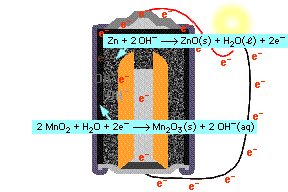 e⁻
e⁻
e⁻
e⁻
Zn + 2 OH⁻ → ZnO(s) + H₂O(ℓ) + 2e⁻
e⁻
e⁻
e⁻
e⁻
e⁻
2 MnO₂ + H₂O + 2e⁻ → Mn₂O₃(s) + 2 OH⁻(aq)
e⁻
e⁻
e⁻
e⁻
e⁻